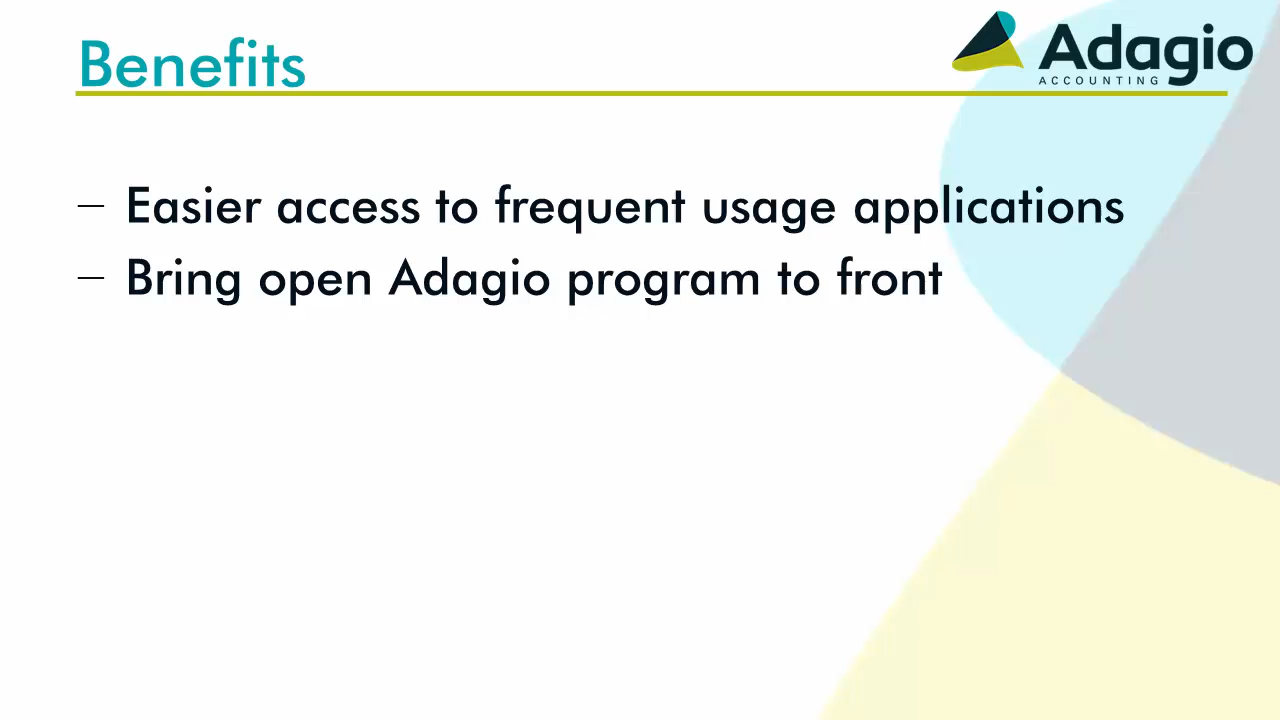 Benefits
Adagio
ACCOUNTING
– Easier access to frequent usage applications
– Bring open Adagio program to front